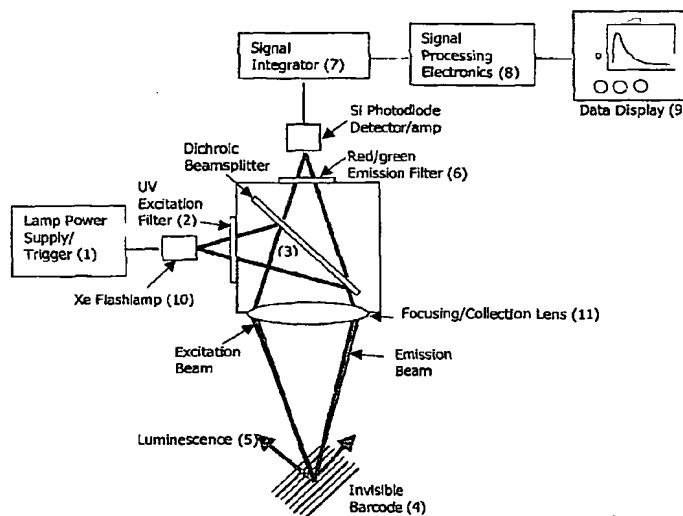 Signal
Integrator (7)
Signal
Processing
Electronics (8)
Data Display (9
Si Photodiode
Detector/amp
Dichroic
Beamsplitter
Red/green
Emission Filter (6)
UV
Excitation
Filter (2)
Lamp Power
Supply/
Trigger (1)
(3)
Xe Flashlamp (10)
Focusing/Collection Lens (11)
Excitation
Beam
Emission
Beam
Luminescence (5)
Invisible
Barcode (4)